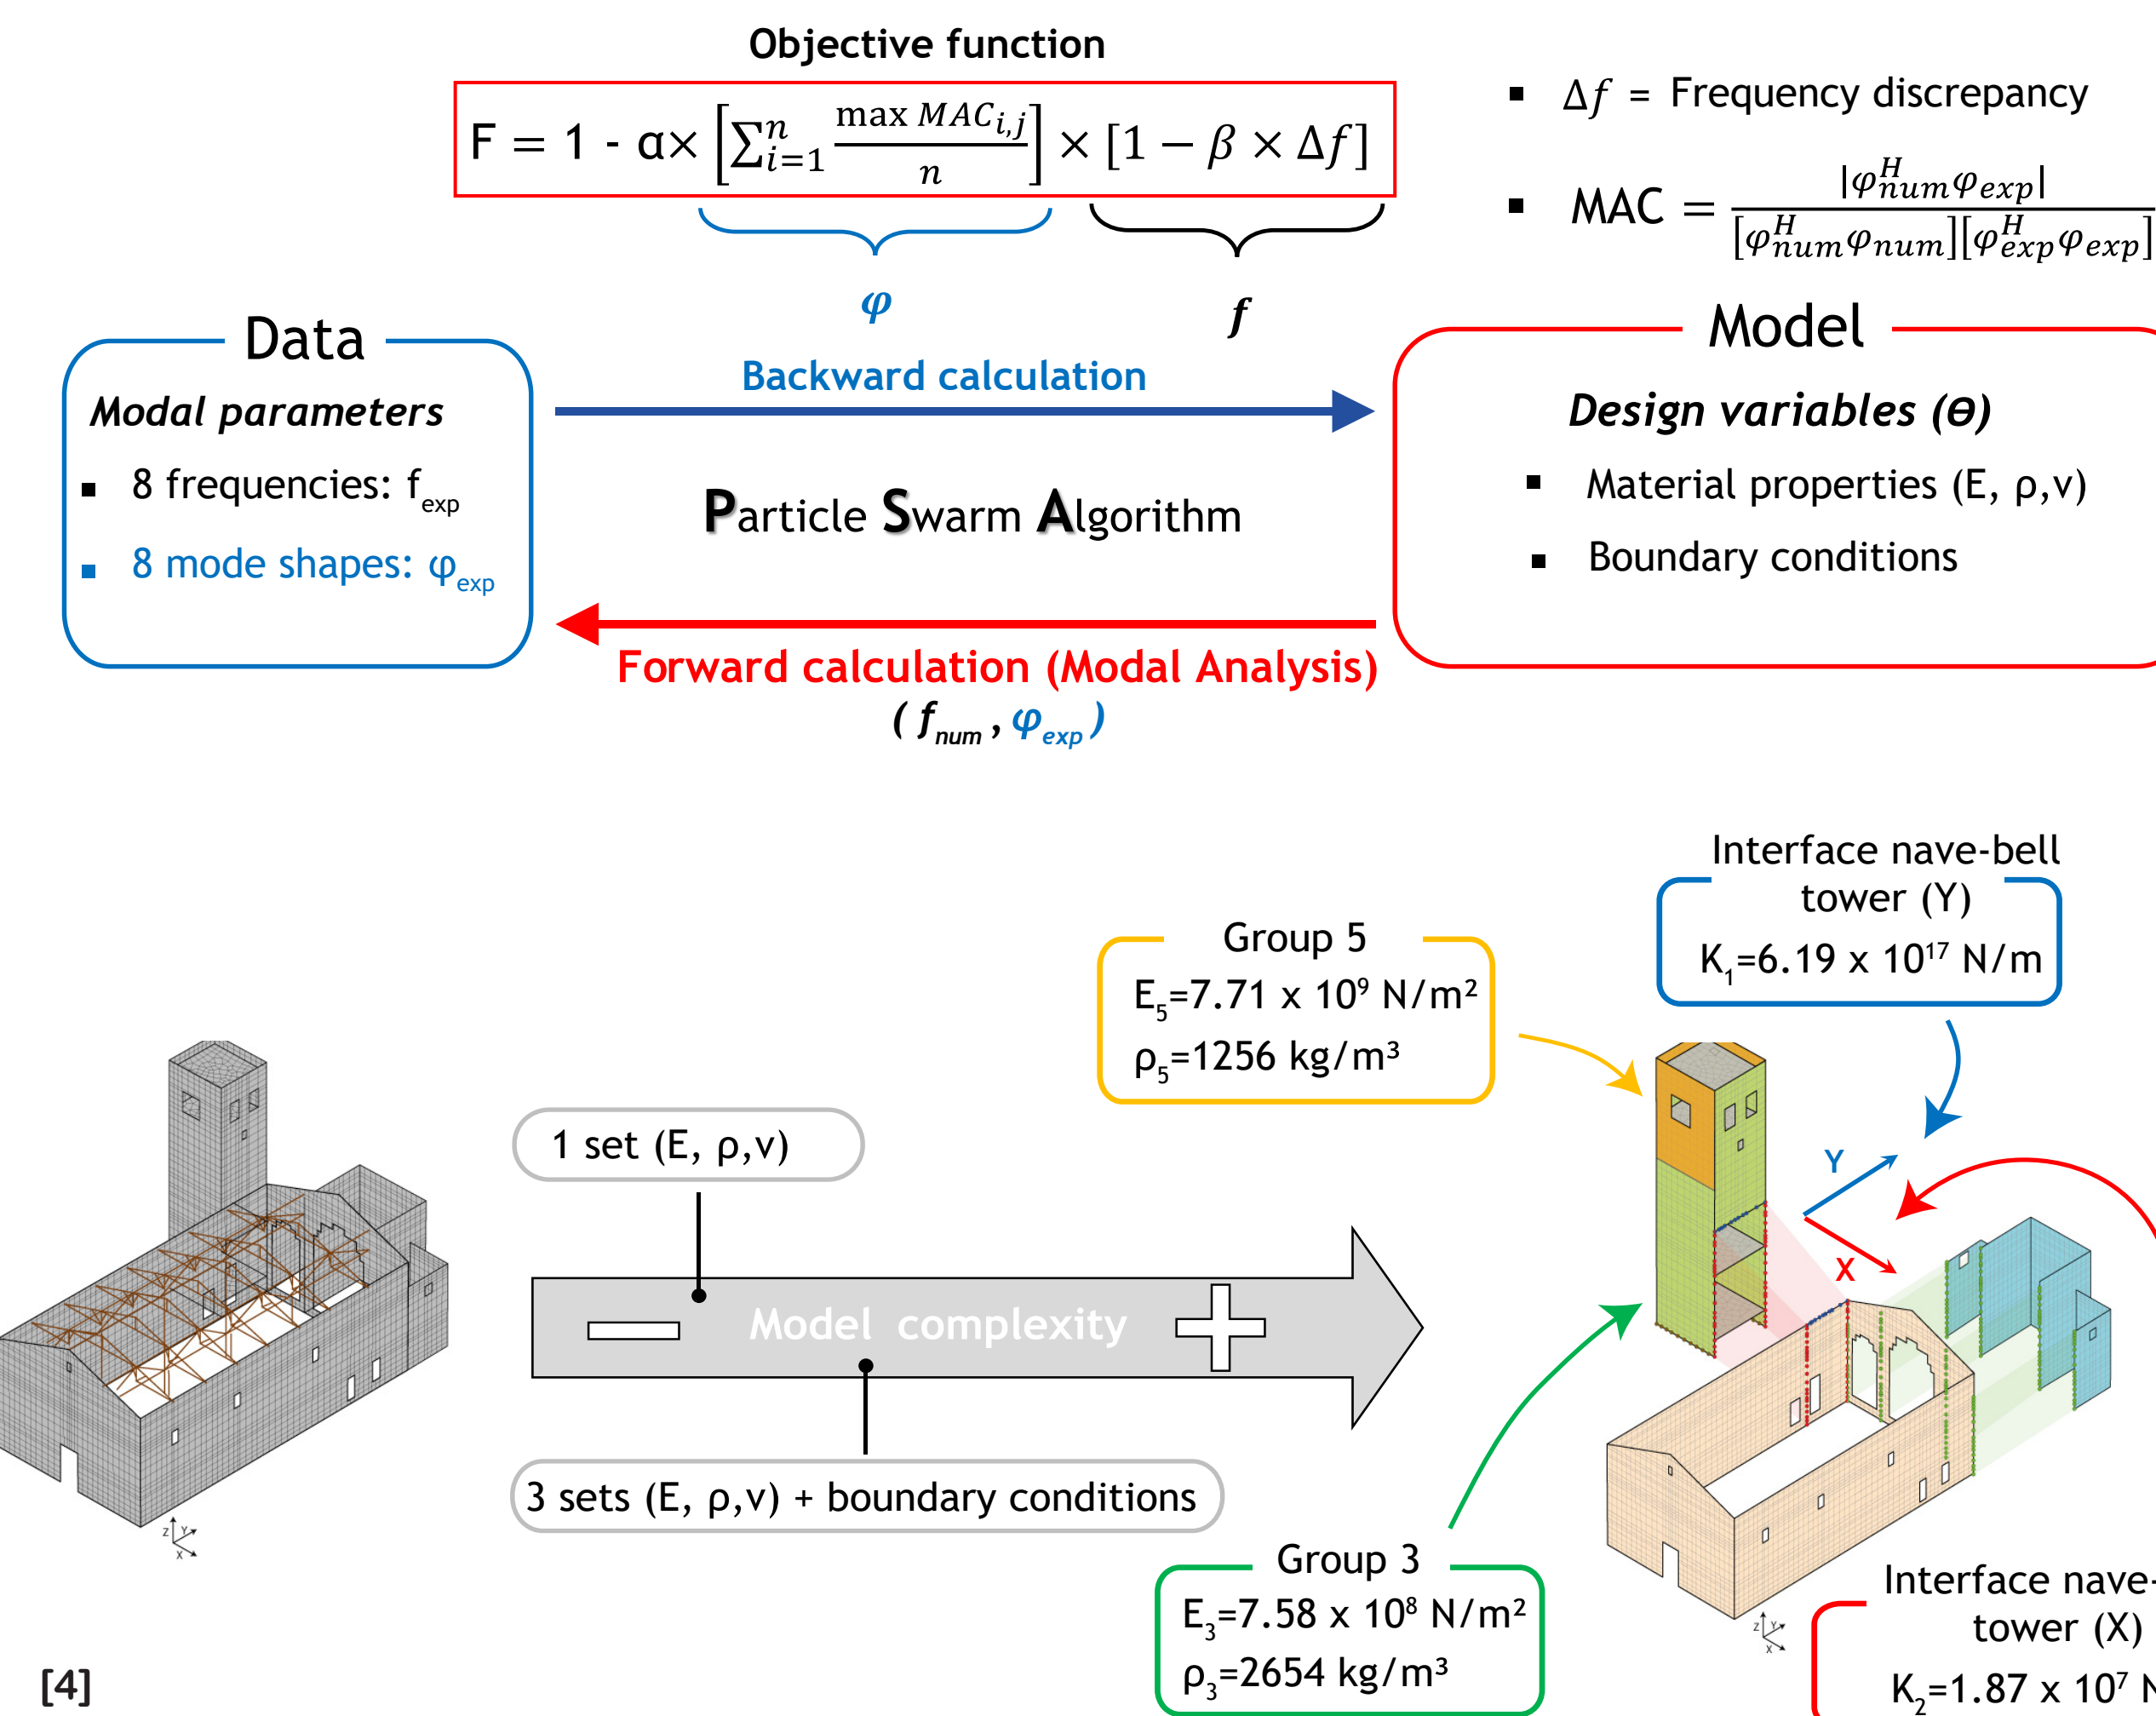 Objective function
F = 1 - α× [∑ⁿᵢ₌₁ max MACᵢ,ⱼ / n] × [1 − β × Δf]
φ
f
▪ Δf = Frequency discrepancy
▪ MAC = |φᴴnum φexp| / [φᴴnum φnum][φᴴexp φexp]
Data
Modal parameters
▪ 8 frequencies: fexp
▪ 8 mode shapes: φexp
Backward calculation
Particle Swarm Algorithm
Forward calculation (Modal Analysis)
( fnum , φexp )
Model
Design variables (ϴ)
▪ Material properties (E, ρ,ν)
▪ Boundary conditions
Interface nave-bell
tower (Y)
K₁=6.19 x 10¹⁷ N/m
Group 5
E₅=7.71 x 10⁹ N/m²
ρ₅=1256 kg/m³
1 set (E, ρ,ν)
Model complexity
3 sets (E, ρ,ν) + boundary conditions
Y
X
Z Y
X
Z Y
X
Group 3
E₃=7.58 x 10⁸ N/m²
ρ₃=2654 kg/m³
Interface nave-
tower (X)
K₂=1.87 x 10⁷ N
[4]